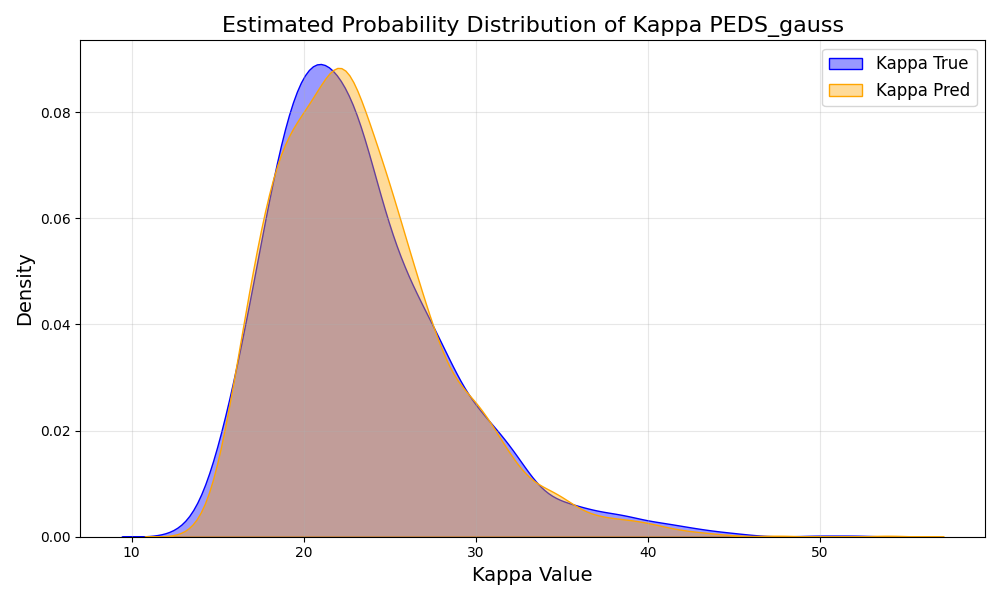 Estimated Probability Distribution of Kappa PEDS_gauss
Kappa True
Kappa Pred
Density
0.08
0.06
0.04
0.02
0.00
10
20
30
40
50
Kappa Value